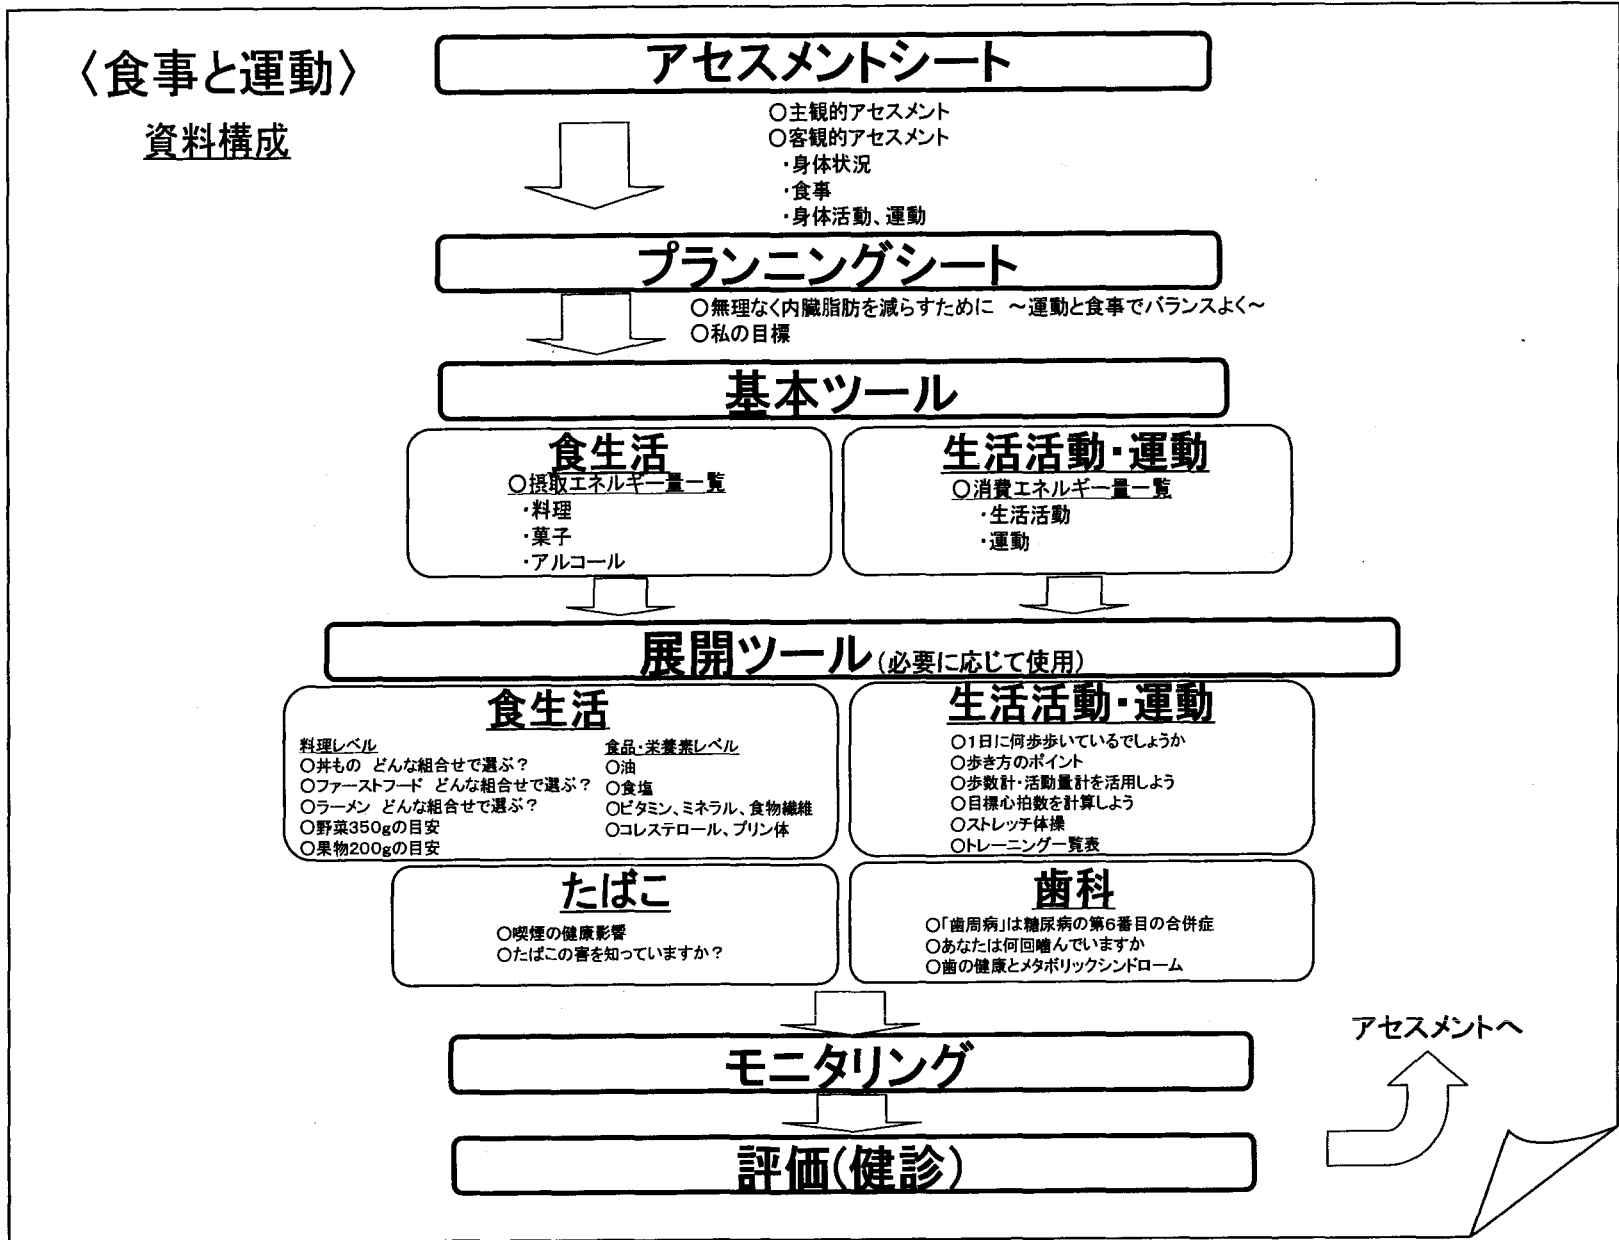 〈食事と運動〉
資料構成
アセスメントシート
○主観的アセスメント
○客観的アセスメント
・身体状況
・食事
・身体活動、運動
プランニングシート
○無理なく内臓脂肪を減らすために ～運動と食事でバランスよく～
○私の目標
基本ツール
食生活
○摂取エネルギー量一覧
・料理
・菓子
・アルコール
生活活動・運動
○消費エネルギー量一覧
・生活活動
・運動
展開ツール(必要に応じて使用)
食生活
料理レベル
○丼もの どんな組合せで選ぶ？
○ファーストフード どんな組合せで選ぶ？
○ラーメン どんな組合せで選ぶ？
○野菜350gの目安
○果物200gの目安
食品・栄養素レベル
○油
○食塩
○ビタミン、ミネラル、食物繊維
○コレステロール、プリン体
生活活動・運動
○1日に何歩歩いているでしょうか
○歩き方のポイント
○歩数計・活動量計を活用しよう
○目標心拍数を計算しよう
○ストレッチ体操
○トレーニング一覧表
たばこ
○喫煙の健康影響
○たばこの害を知っていますか？
歯科
○「歯周病」は糖尿病の第6番目の合併症
○あなたは何回噛んでいますか
○歯の健康とメタボリックシンドローム
モニタリング
評価(健診)
アセスメントへ